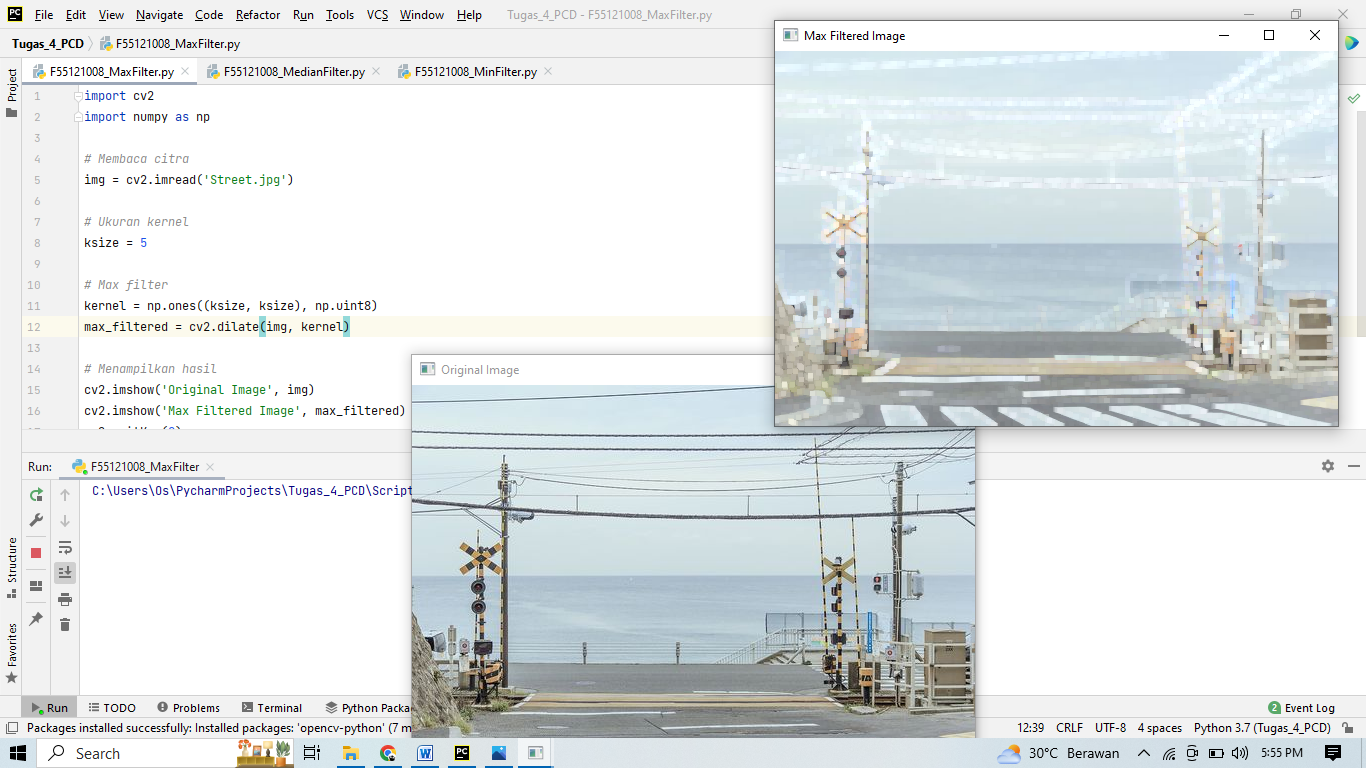 File Edit View Navigate Code Refactor Run Tools VCS Window Help Tugas_4_PCD - F55121008_MaxFilter.py
Tugas_4_PCD F55121008_MaxFilter.py
F55121008_MaxFilter.py F55121008_MedianFilter.py F55121008_MinFilter.py
Project
1 import cv2
2 import numpy as np
3
4 # Membaca citra
5 img = cv2.imread('Street.jpg')
6
7 # Ukuran kernel
8 ksize = 5
9
10 # Max filter
11 kernel = np.ones((ksize, ksize), np.uint8)
12 max_filtered = cv2.dilate(img, kernel)
13
14 # Menampilkan hasil
15 cv2.imshow('Original Image', img)
16 cv2.imshow('Max Filtered Image', max_filtered)
Max Filtered Image
Original Image
Run: F55121008_MaxFilter
C:\Users\Os\PycharmProjects\Tugas_4_PCD\Script
Structure
Favorites
Run TODO Problems Terminal Python Packa
2 Event Log
Packages installed successfully: Installed packages: 'opencv-python' (7 m
12:39 CRLF UTF-8 4 spaces Python 3.7 (Tugas_4_PCD)
Search
30°C Berawan 5:55 PM